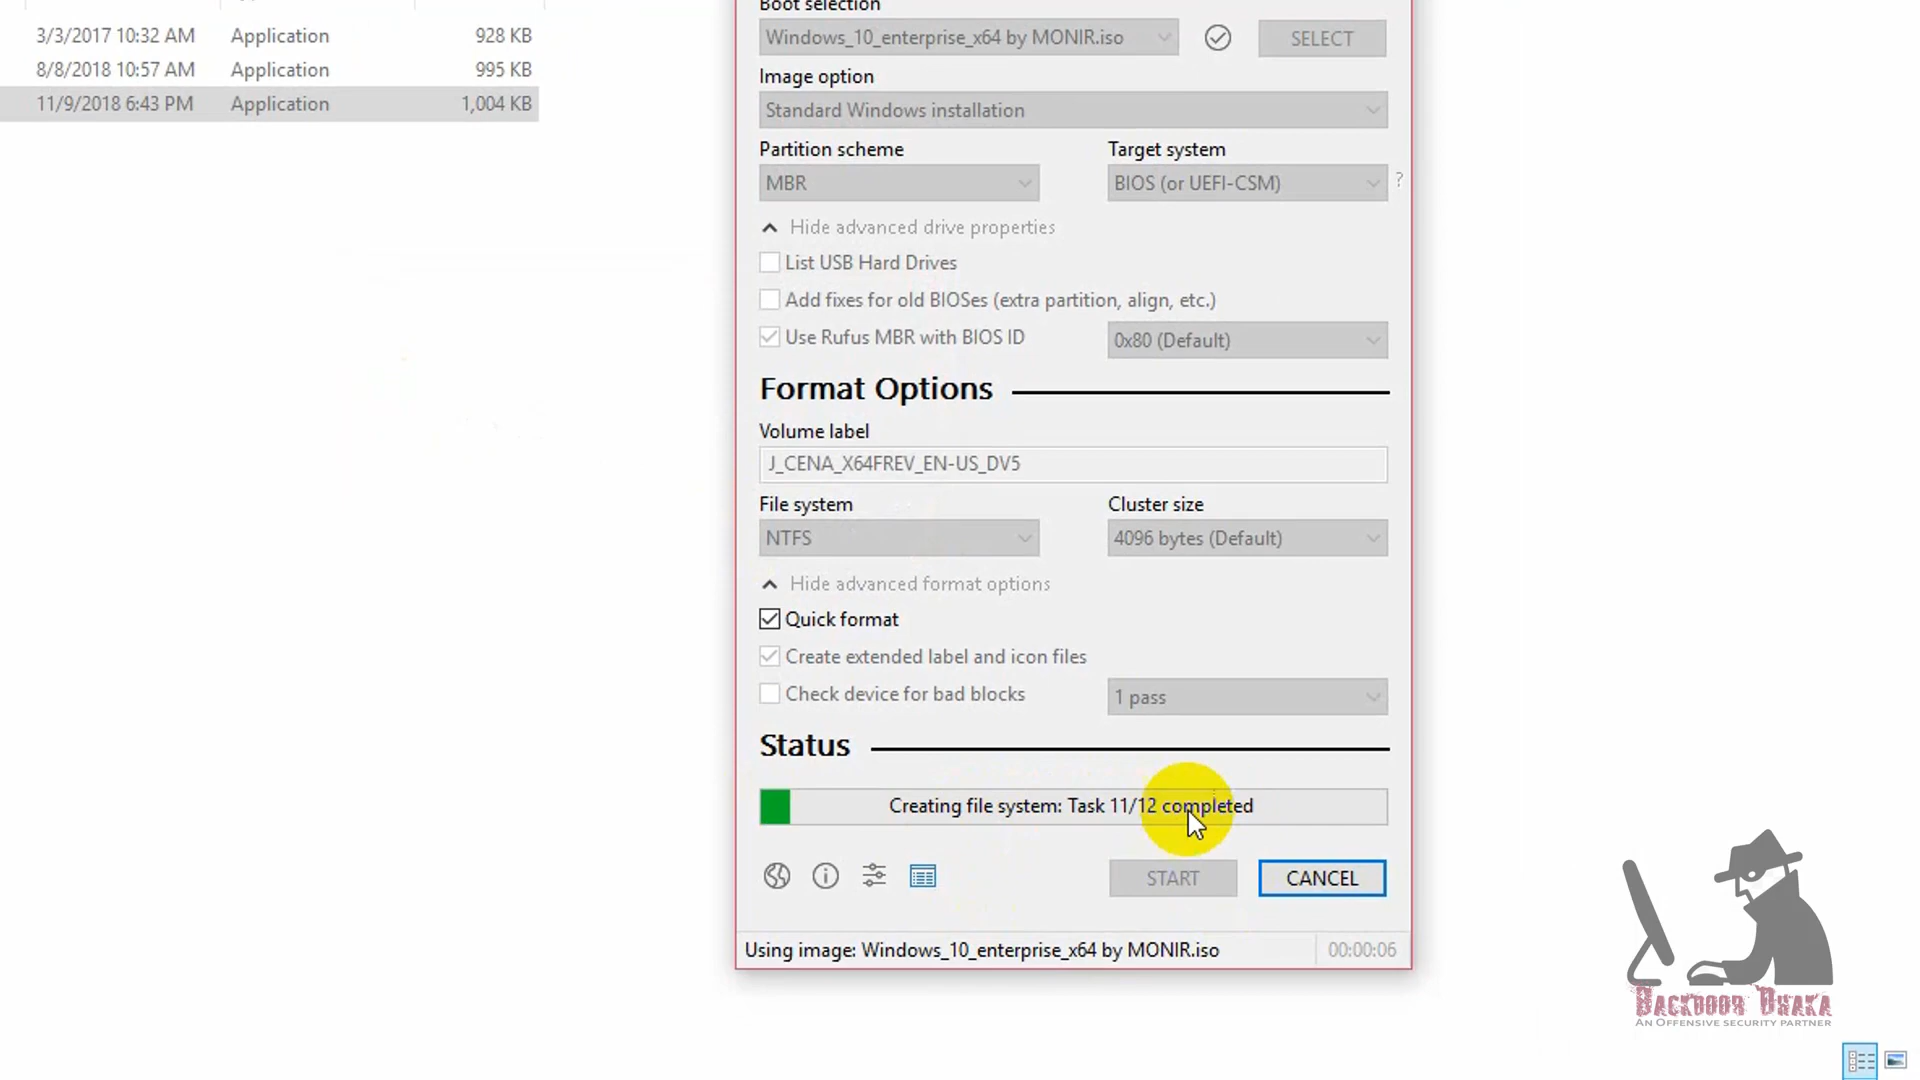 Boot selection
3/3/2017 10:32 AM Application 928 KB
8/8/2018 10:57 AM Application 995 KB
11/9/2018 6:43 PM Application 1,004 KB
Windows_10_enterprise_x64 by MONIR.iso SELECT
Image option
Standard Windows installation
Partition scheme Target system
MBR BIOS (or UEFI-CSM) ?
Hide advanced drive properties
List USB Hard Drives
Add fixes for old BIOSes (extra partition, align, etc.)
Use Rufus MBR with BIOS ID 0x80 (Default)
Format Options
Volume label
J_CENA_X64FREV_EN-US_DV5
File system Cluster size
NTFS 4096 bytes (Default)
Hide advanced format options
Quick format
Create extended label and icon files
Check device for bad blocks 1 pass
Status
Creating file system: Task 11/12 completed
START CANCEL
Using image: Windows_10_enterprise_x64 by MONIR.iso 00:00:06
BACKDOOR DHAKA
AN OFFENSIVE SECURITY PARTNER